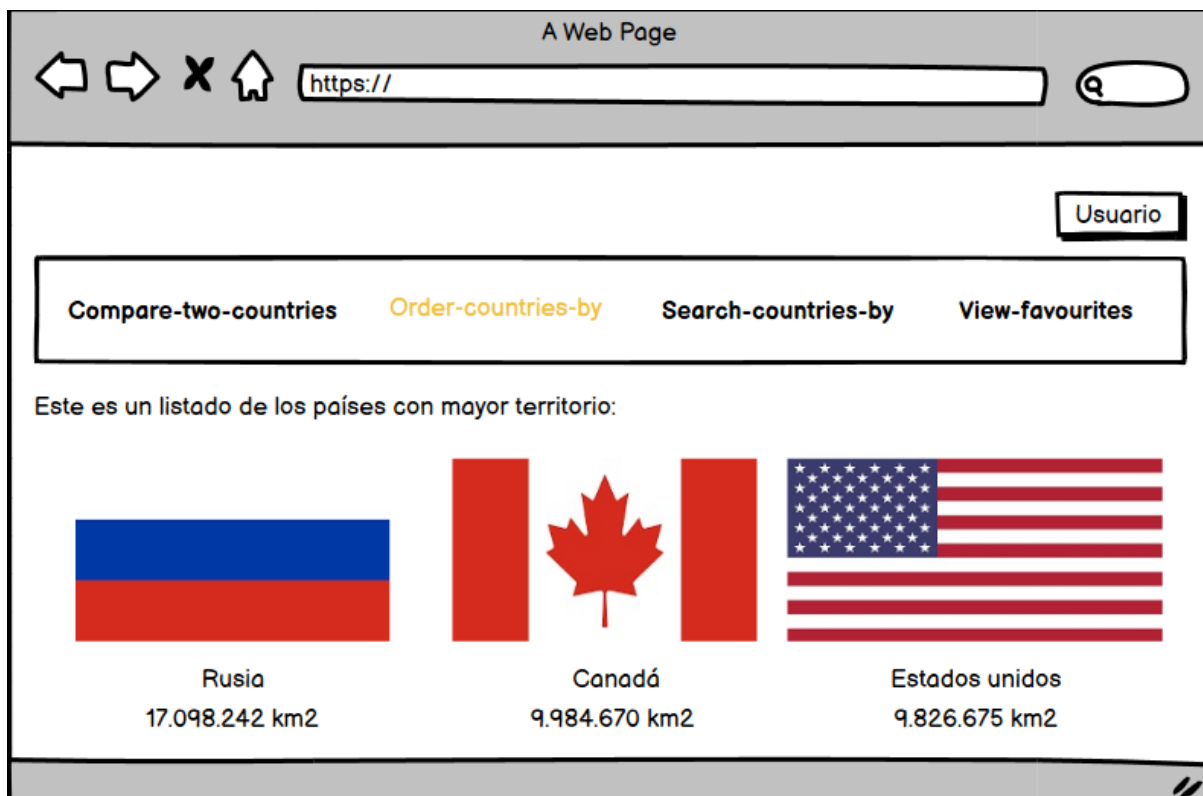 A Web Page
https://
Usuario
Compare-two-countries Order-countries-by Search-countries-by View-favourites
Este es un listado de los países con mayor territorio:
Rusia Canadá Estados unidos
17.098.242 km2 9.984.670 km2 9.826.675 km2